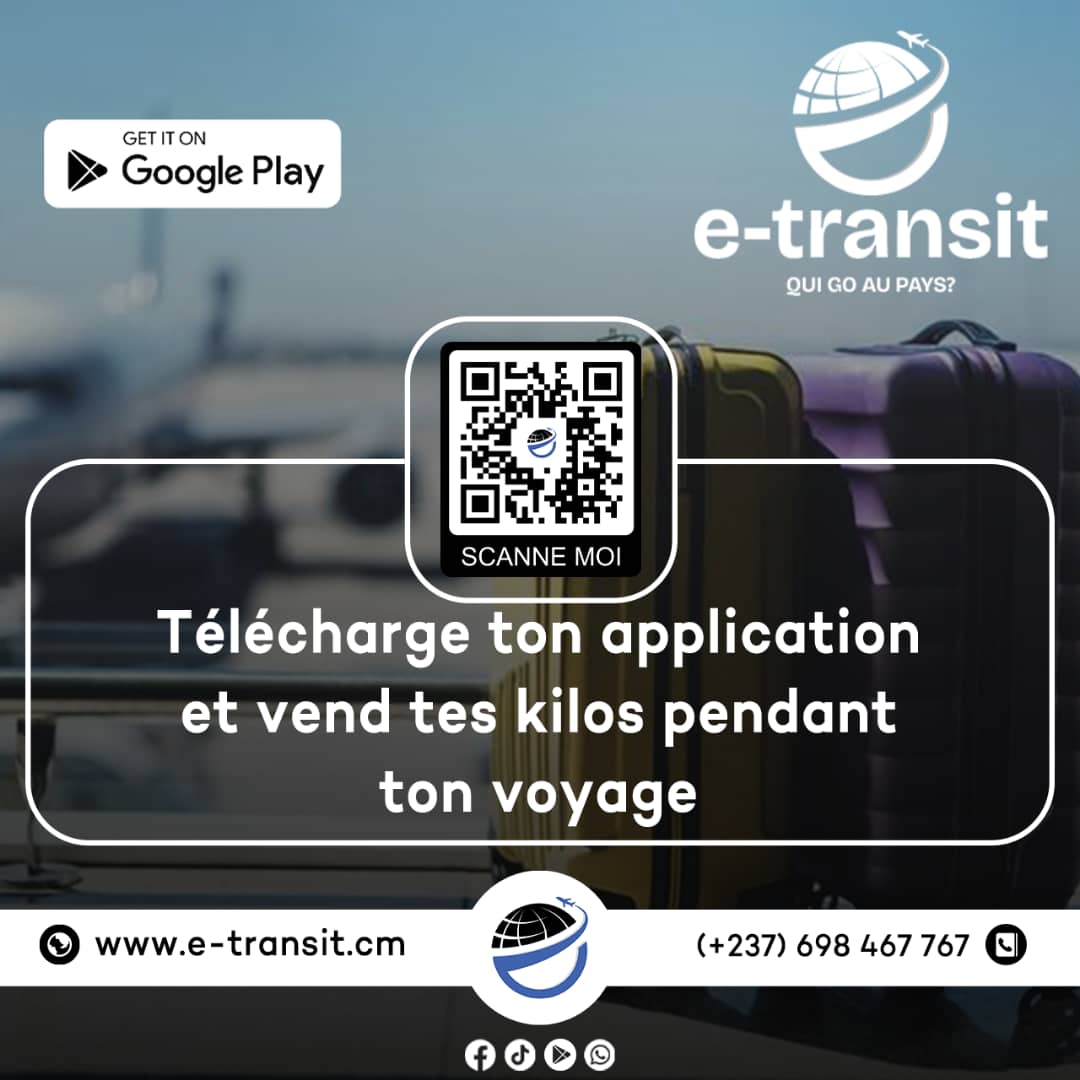 GET IT ON
Google Play
e-transit
QUI GO AU PAYS?
SCANNE MOI
Télécharge ton application
et vend tes kilos pendant
ton voyage
www.e-transit.cm
(+237) 698 467 767